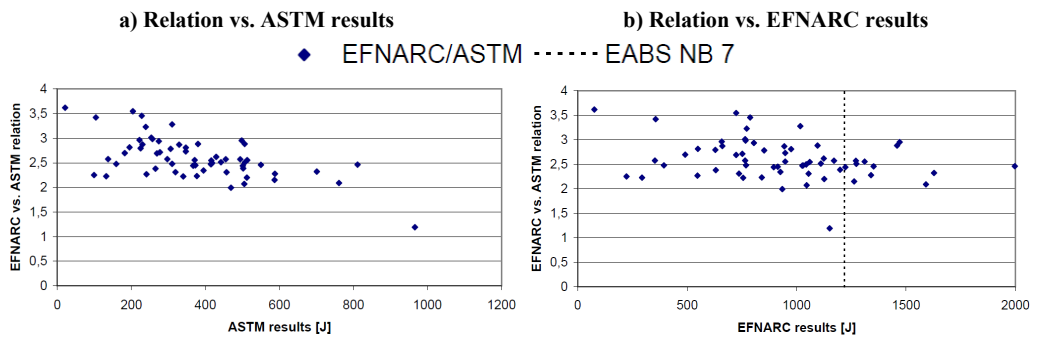 a) Relation vs. ASTM results
b) Relation vs. EFNARC results
EFNARC/ASTM
EABS NB 7
EFNARC vs. ASTM relation
4
3,5
3
2,5
2
1,5
1
0,5
0
0 200 400 600 800 1000 1200
ASTM results [J]
EFNARC vs. ASTM relation
4
3,5
3
2,5
2
1,5
1
0,5
0
0 500 1000 1500 2000
EFNARC results [J]